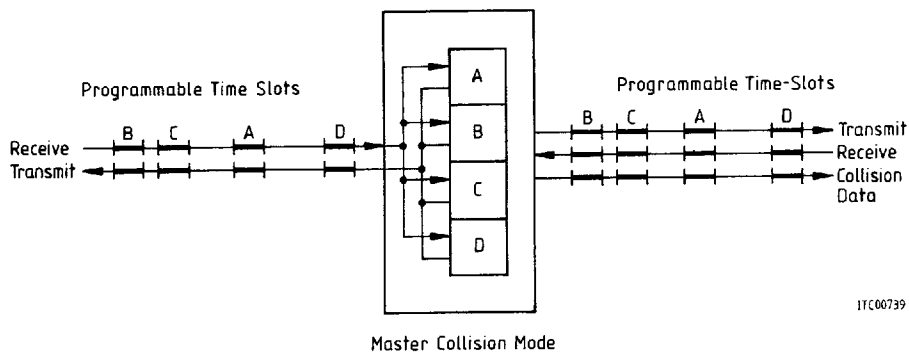 Programmable Time Slots
B C A D
Receive
Transmit
A
B
C
D
Programmable Time-Slots
B C A D
Transmit
Receive
Collision
Data
ITC00739
Master Collision Mode